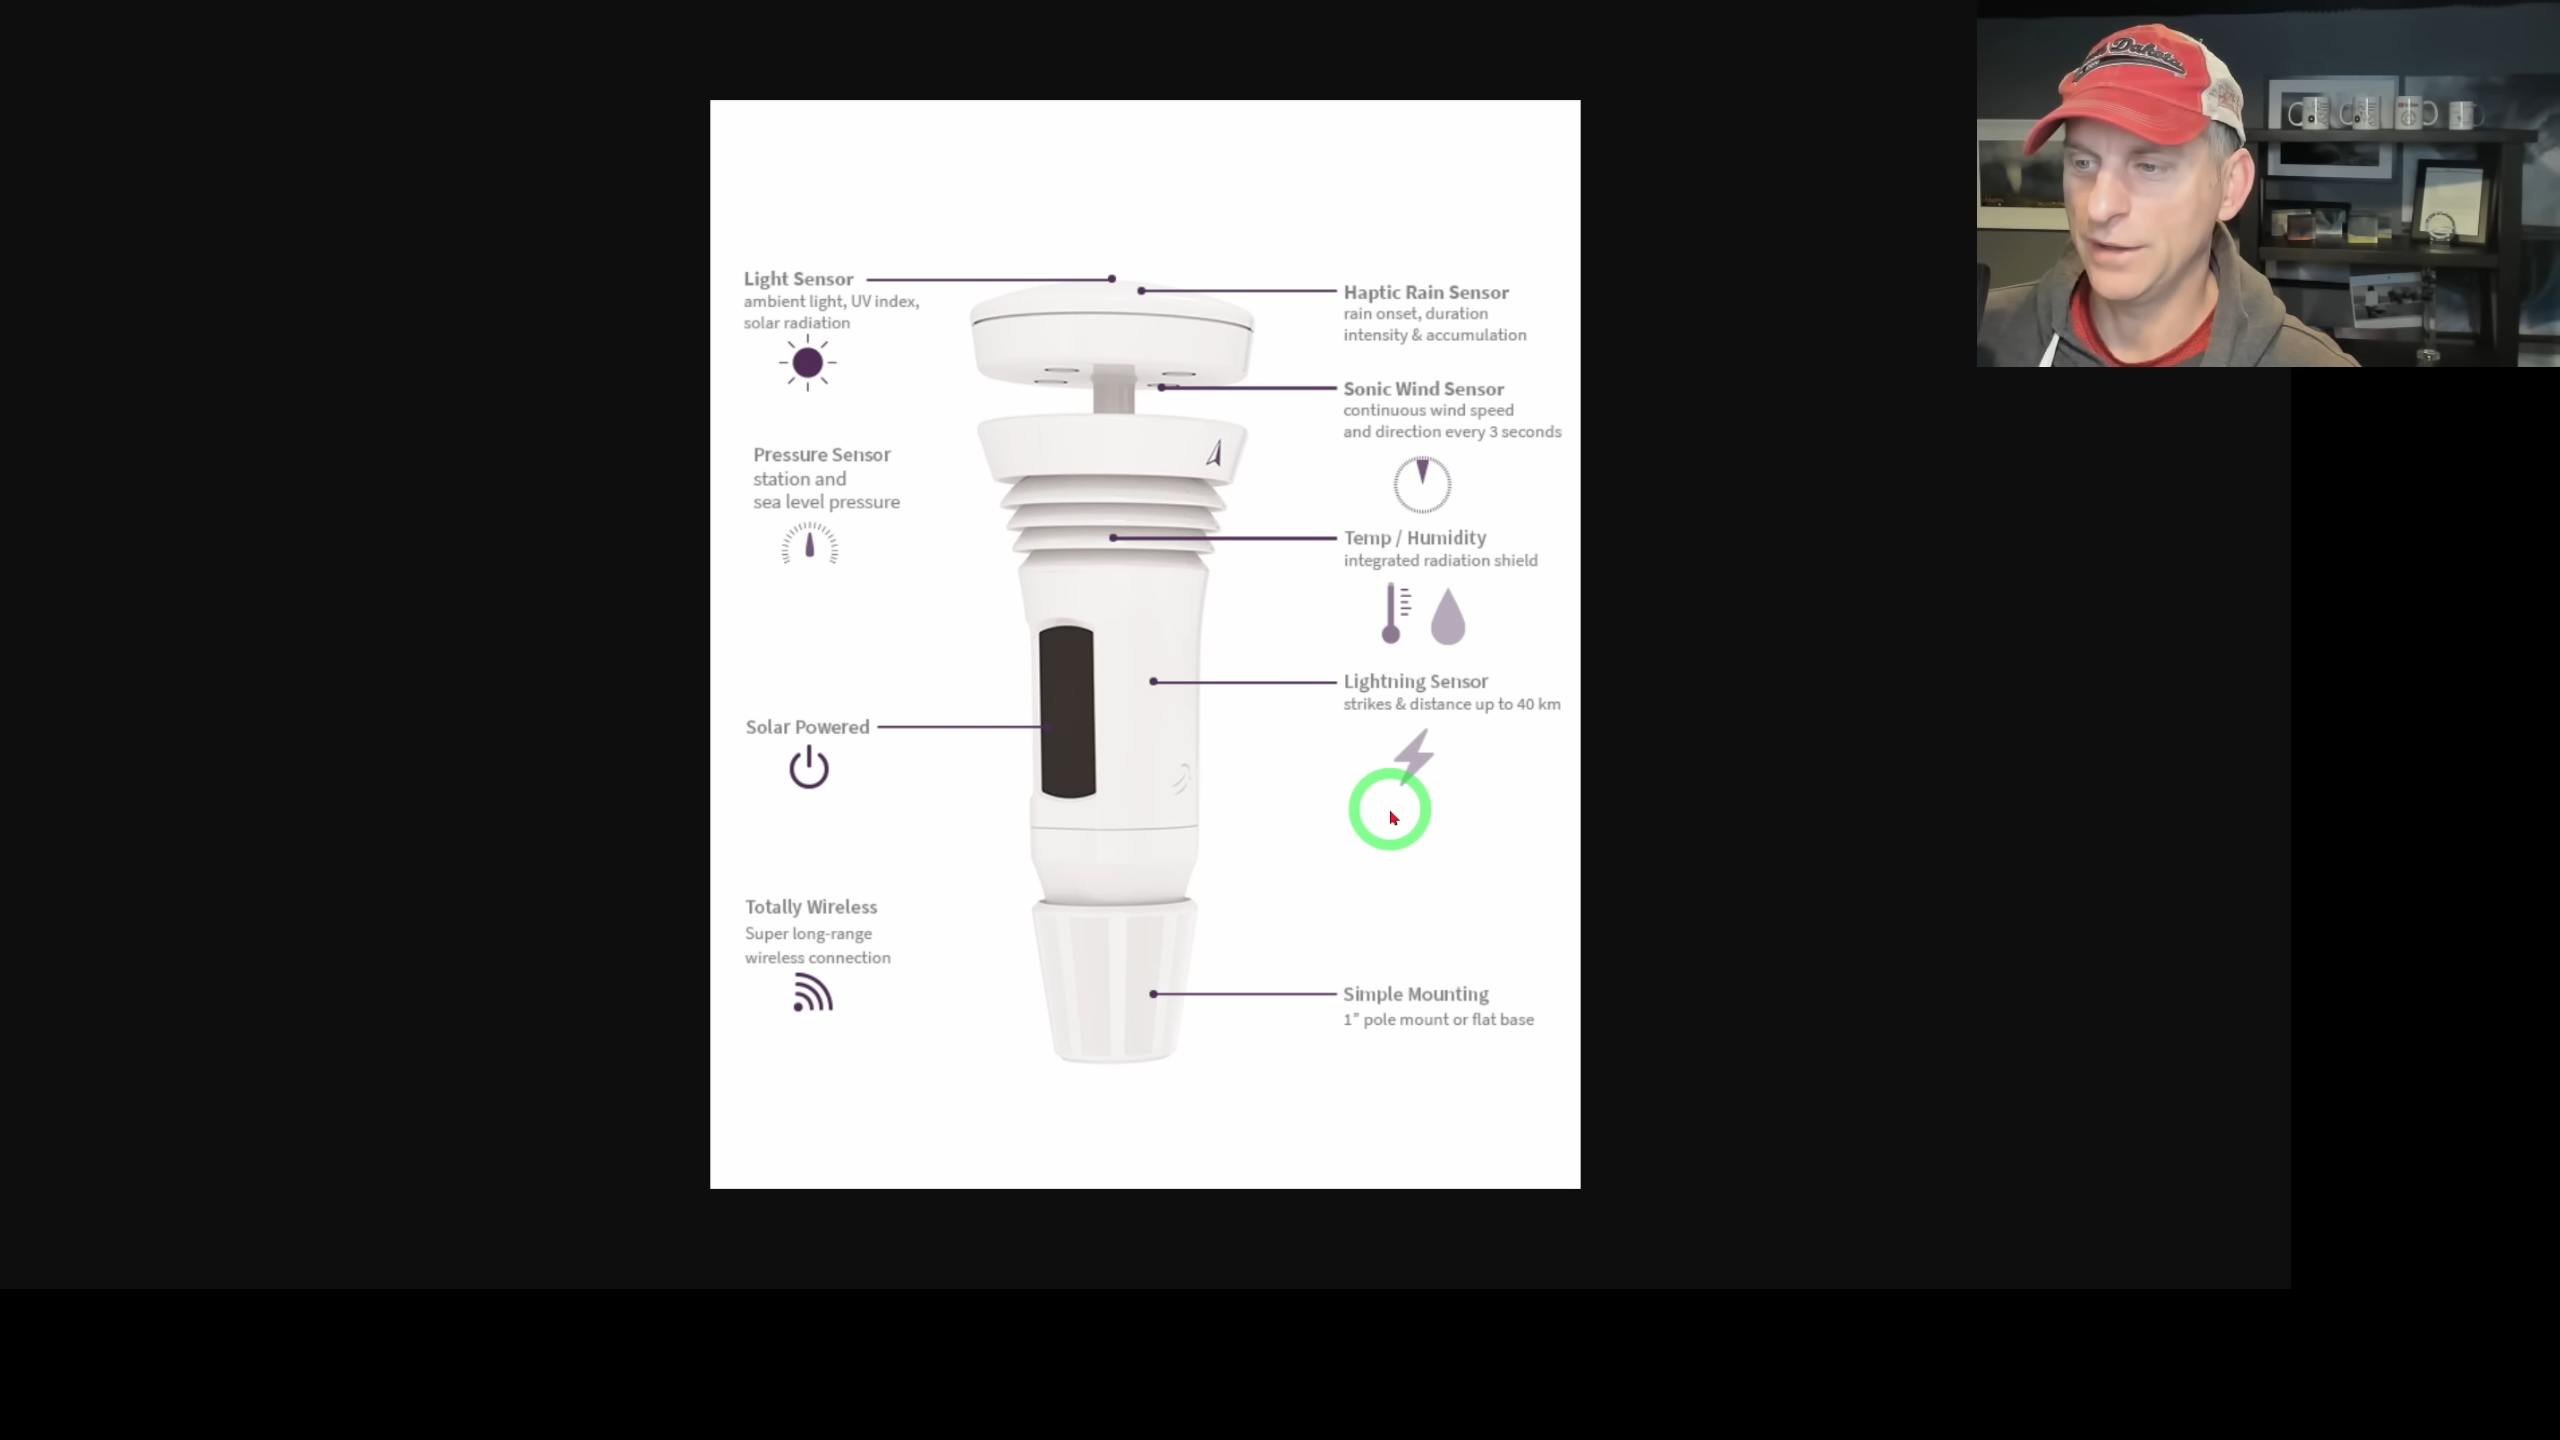 Light Sensor
ambient light, UV index,
solar radiation
Pressure Sensor
station and
sea level pressure
Solar Powered
Totally Wireless
Super long-range
wireless connection
Haptic Rain Sensor
rain onset, duration
intensity & accumulation
Sonic Wind Sensor
continuous wind speed
and direction every 3 seconds
Temp / Humidity
integrated radiation shield
Lightning Sensor
strikes & distance up to 40 km
Simple Mounting
1” pole mount or flat base
Dakota